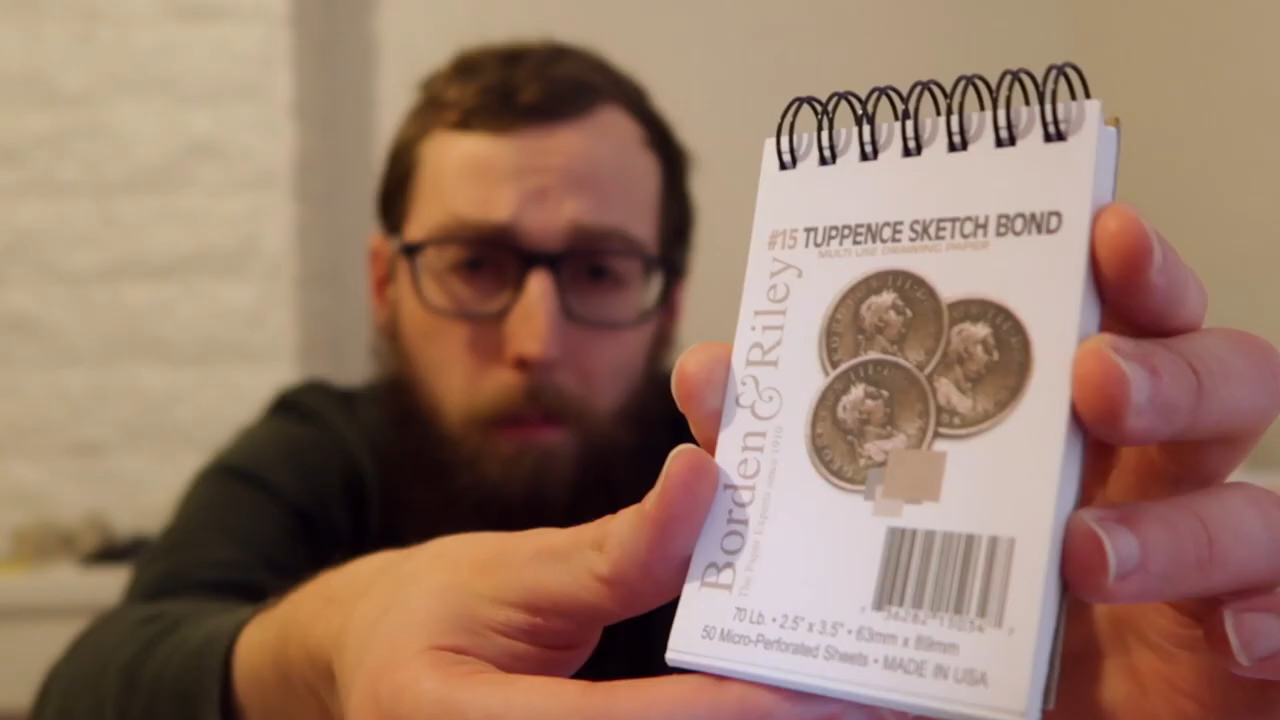 #15 TUPPENCE SKETCH BOND
MULTI USE DRAWING PAPER
Borden & Riley
The Paper Experts since 1910
70 Lb. • 2.5" x 3.5" • 63mm x 89mm
50 Micro-Perforated Sheets • MADE IN USA